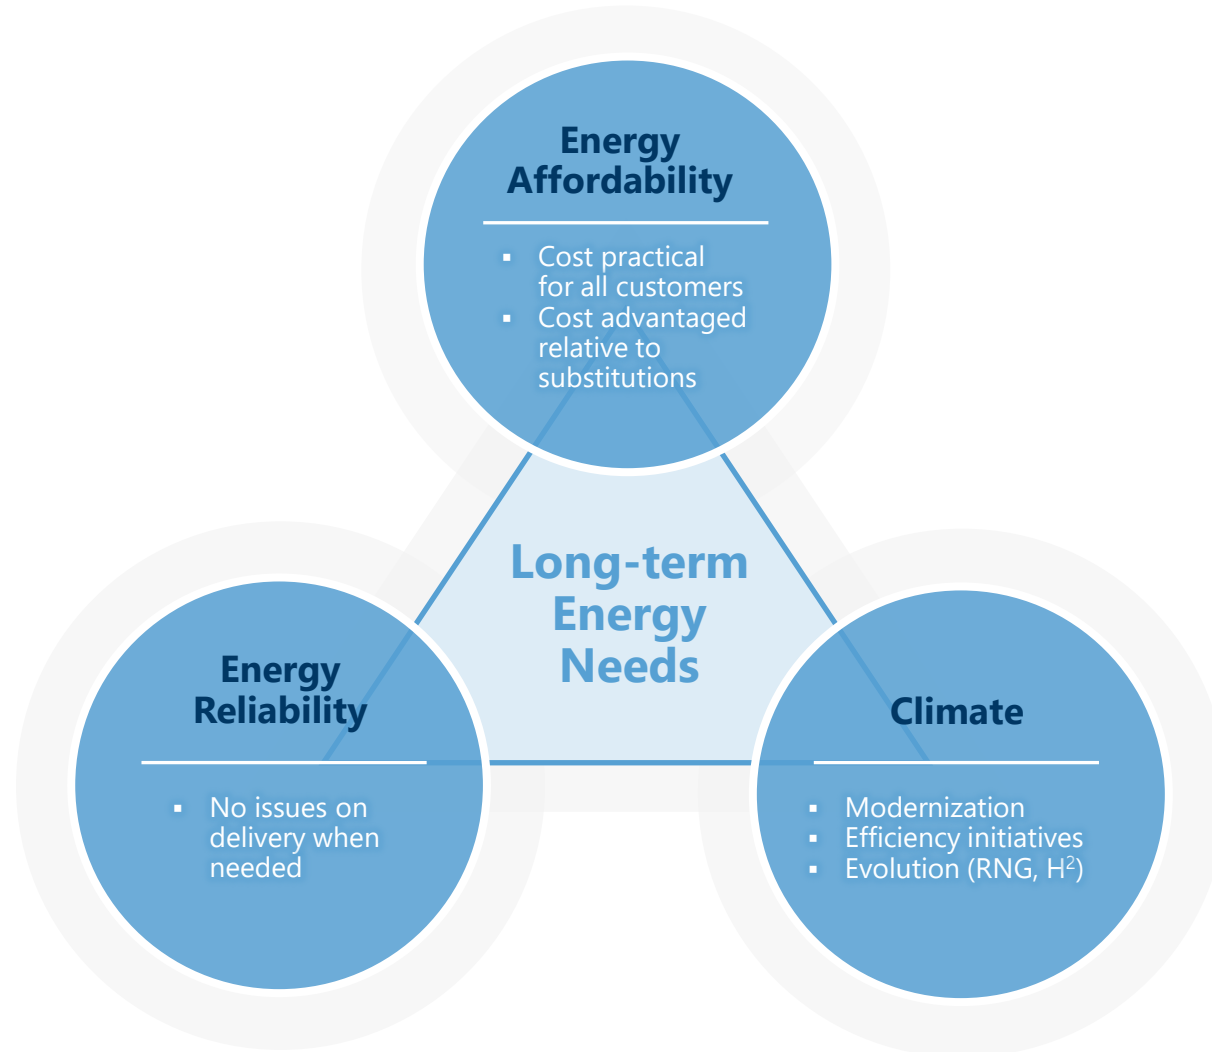 Energy
Affordability
▪ Cost practical
for all customers
▪ Cost advantaged
relative to
substitutions
Long-term
Energy
Needs
Energy
Reliability
▪ No issues on
delivery when
needed
Climate
▪ Modernization
▪ Efficiency initiatives
▪ Evolution (RNG, H²)